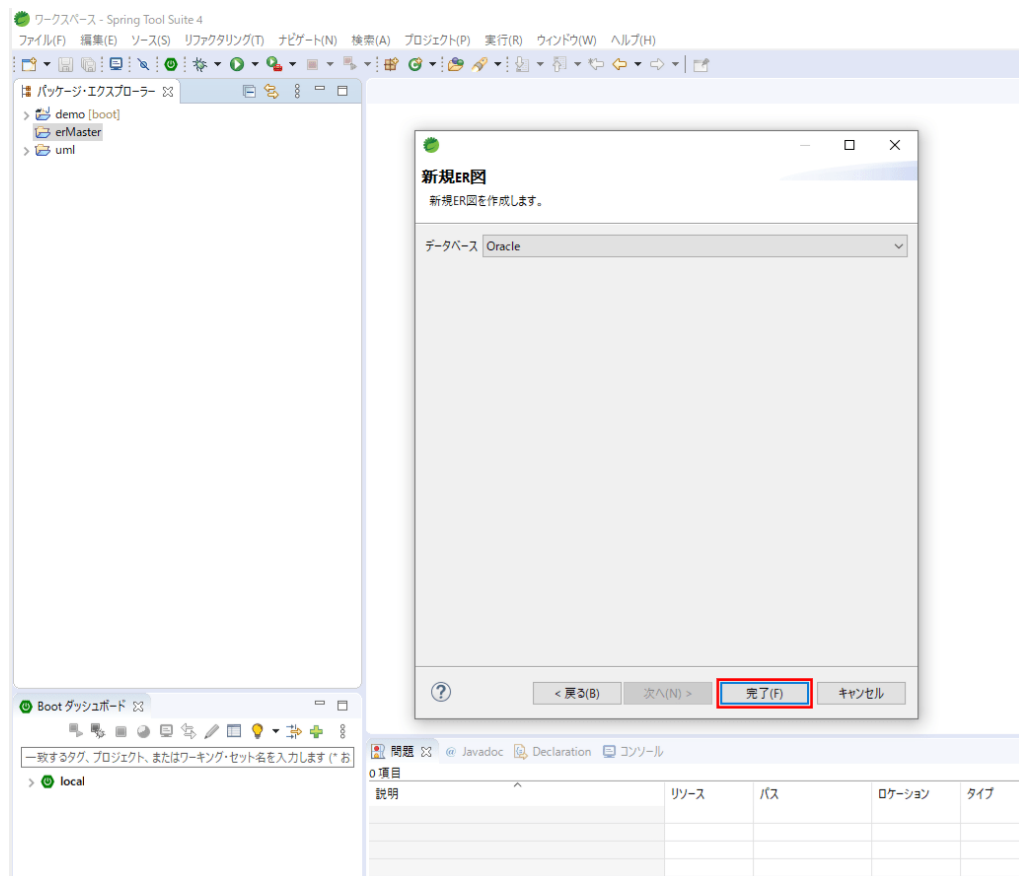 ワークスペース - Spring Tool Suite 4
ファイル(F) 編集(E) ソース(S) リファクタリング(T) ナビゲート(N) 検索(A) プロジェクト(P) 実行(R) ウィンドウ(W) ヘルプ(H)
パッケージ・エクスプローラー
demo [boot]
erMaster
uml
新規ER図
新規ER図を作成します。
データベース Oracle
< 戻る(B) 次へ(N) > 完了(F) キャンセル
Boot ダッシュボード
一致するタグ、プロジェクト、またはワーキング・セット名を入力します (* お
local
問題 @ Javadoc Declaration コンソール
0 項目
説明 リソース パス ロケーション タイプ